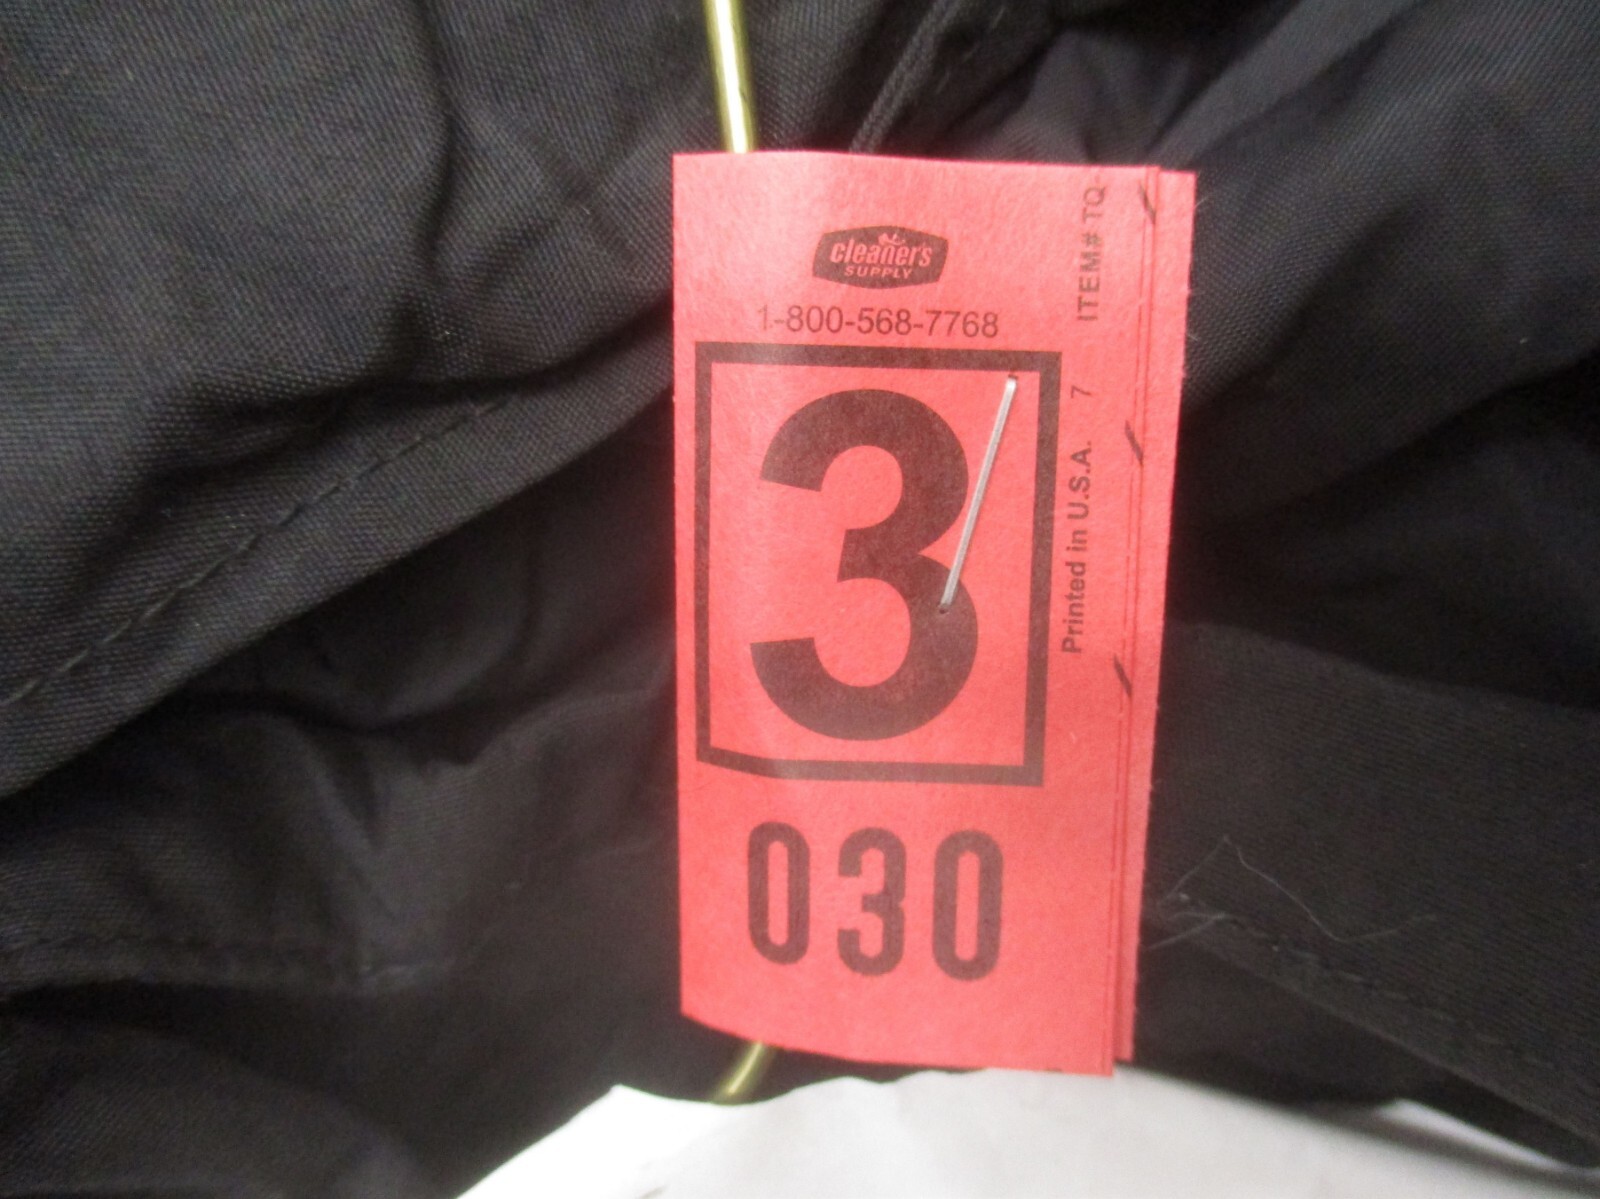 cleaner's
SUPPLY
1-800-568-7768
3
030
Printed in U.S.A. 7 ITEM# TQ